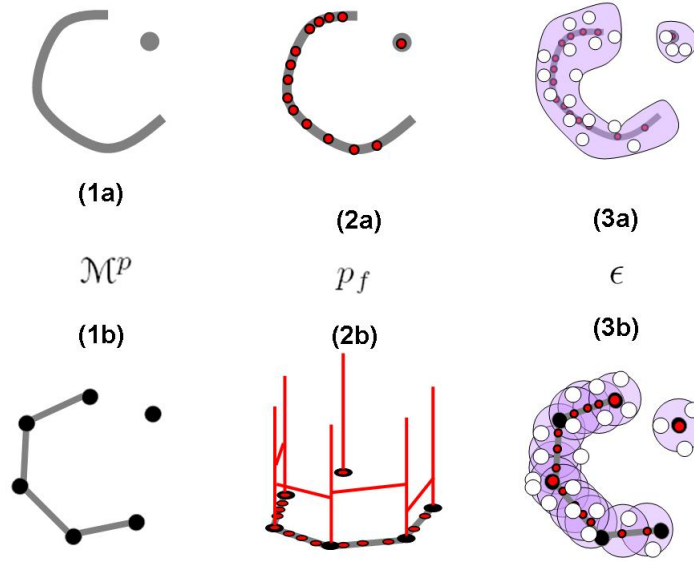 (1a) (2a) (3a)
ℳᵖ p_f ϵ
(1b) (2b) (3b)